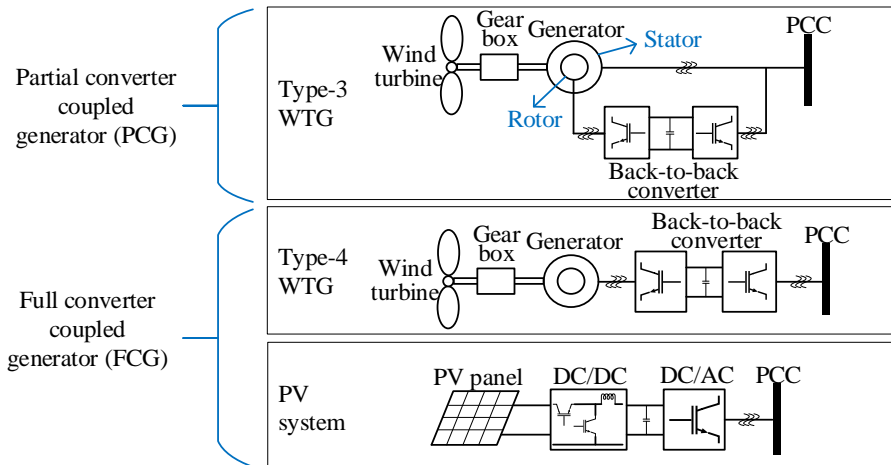 Partial converter
coupled
generator (PCG)
Type-3
WTG
Wind
turbine
Gear
box
Generator
Stator
Rotor
Back-to-back
converter
PCC
Full converter
coupled
generator (FCG)
Type-4
WTG
Wind
turbine
Gear
box
Generator
Back-to-back
converter
PCC
PV
system
PV panel
DC/DC
DC/AC
PCC